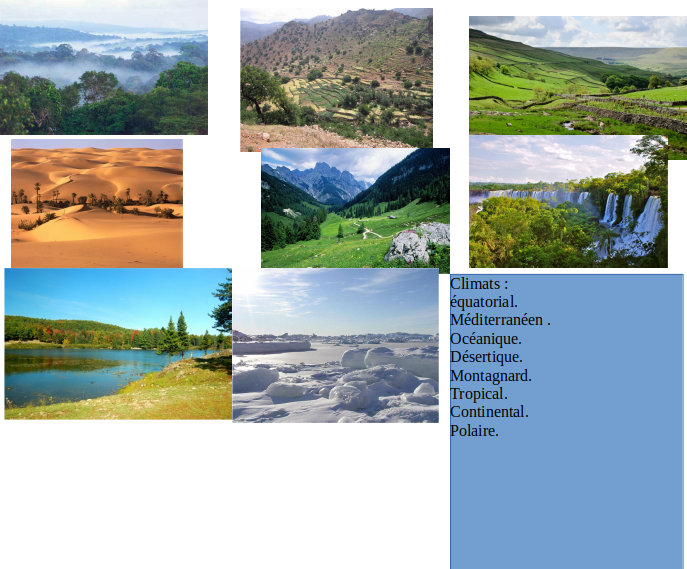 Climats :
équatorial.
Méditerranéen .
Océanique.
Désertique.
Montagnard.
Tropical.
Continental.
Polaire.